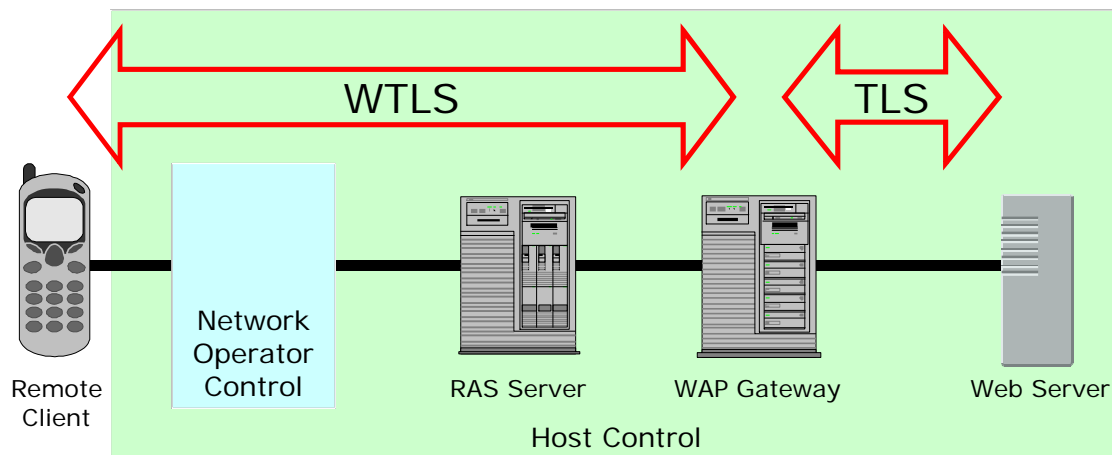 WTLS
TLS
Network
Operator
Control
Remote
Client
RAS Server
WAP Gateway
Web Server
Host Control